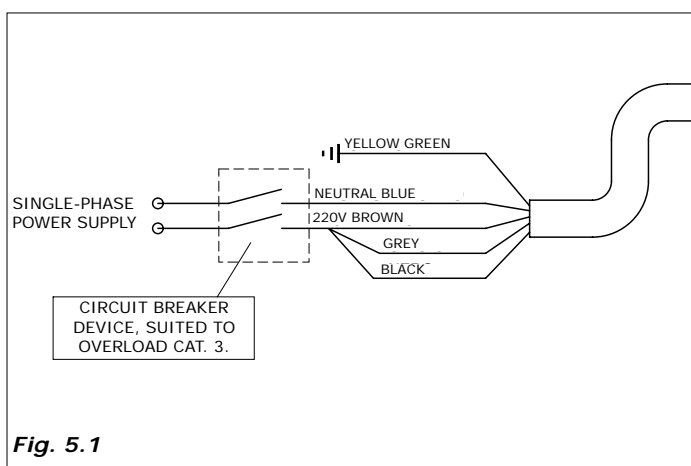 YELLOW GREEN
SINGLE-PHASE
POWER SUPPLY
NEUTRAL BLUE
220V BROWN
GREY
BLACK
CIRCUIT BREAKER
DEVICE, SUITED TO
OVERLOAD CAT. 3.
Fig. 5.1